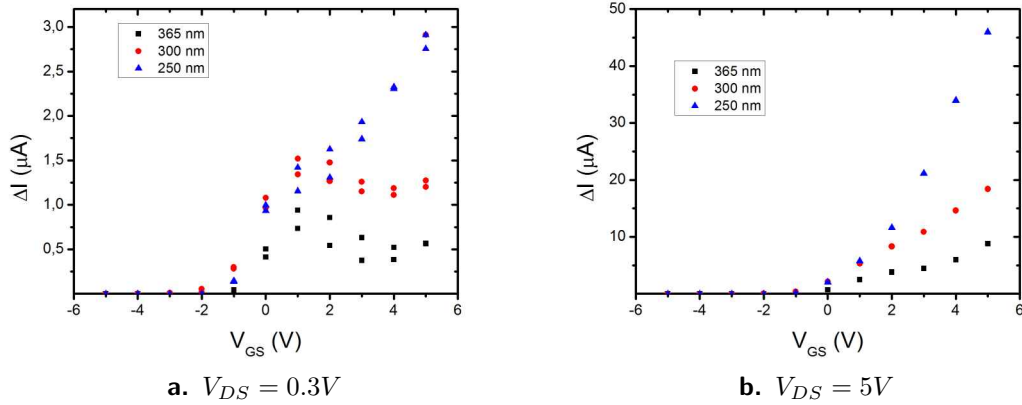 3,0
2,5
2,0
1,5
1,0
0,5
-6 -4 -2 0 2 4 6
ΔI (μA)
V_GS (V)
365 nm
300 nm
250 nm
a. V_DS = 0.3V
50
40
30
20
10
-6 -4 -2 0 2 4 6
ΔI (μA)
V_GS (V)
365 nm
300 nm
250 nm
b. V_DS = 5V